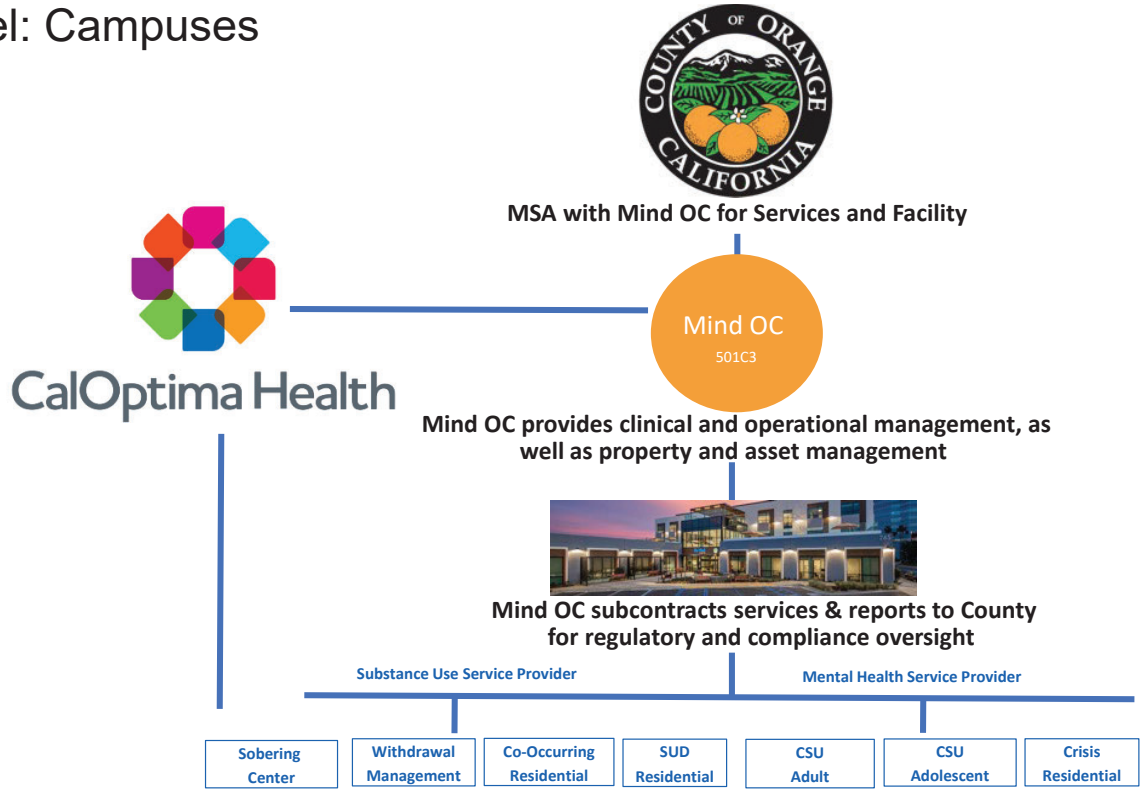 el: Campuses
COUNTY OF ORANGE
CALIFORNIA
MSA with Mind OC for Services and Facility
Mind OC
501C3
CalOptima Health
Mind OC provides clinical and operational management, as
well as property and asset management
Mind OC subcontracts services & reports to County
for regulatory and compliance oversight
Substance Use Service Provider
Mental Health Service Provider
Sobering
Center
Withdrawal
Management
Co-Occurring
Residential
SUD
Residential
CSU
Adult
CSU
Adolescent
Crisis
Residential